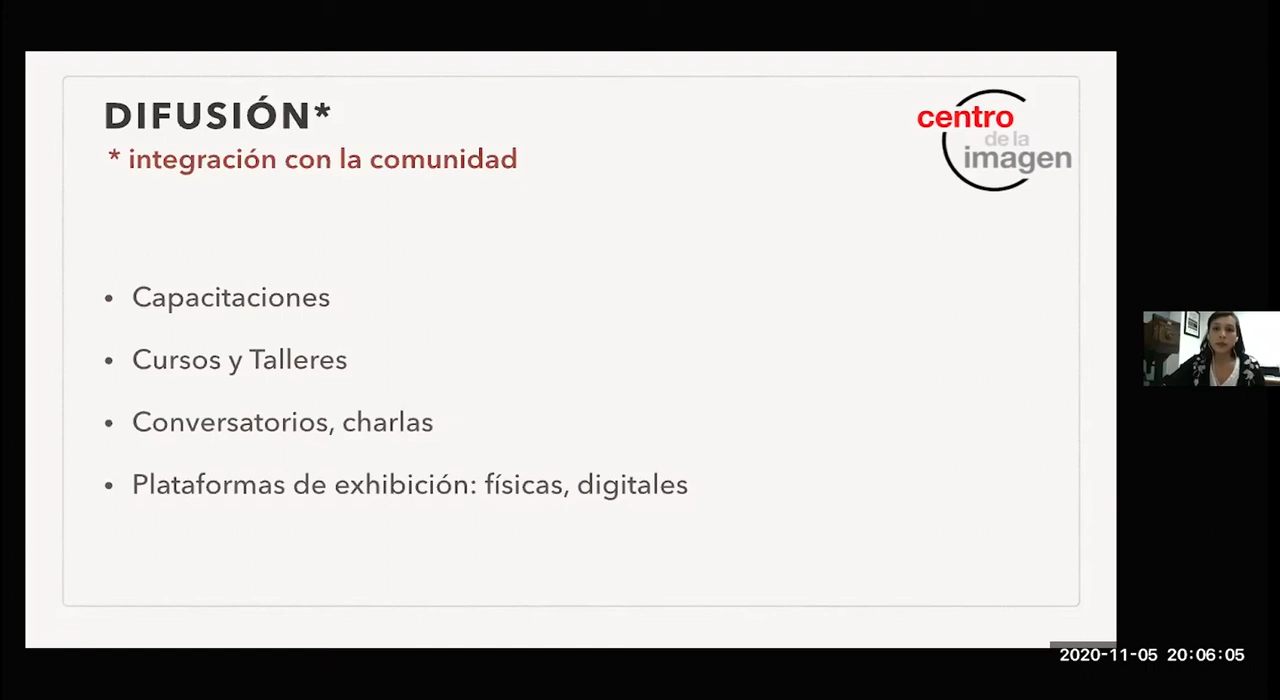 DIFUSIÓN*
* integración con la comunidad
centro
de la
imagen
• Capacitaciones
• Cursos y Talleres
• Conversatorios, charlas
• Plataformas de exhibición: físicas, digitales
2020-11-05 20:06:05